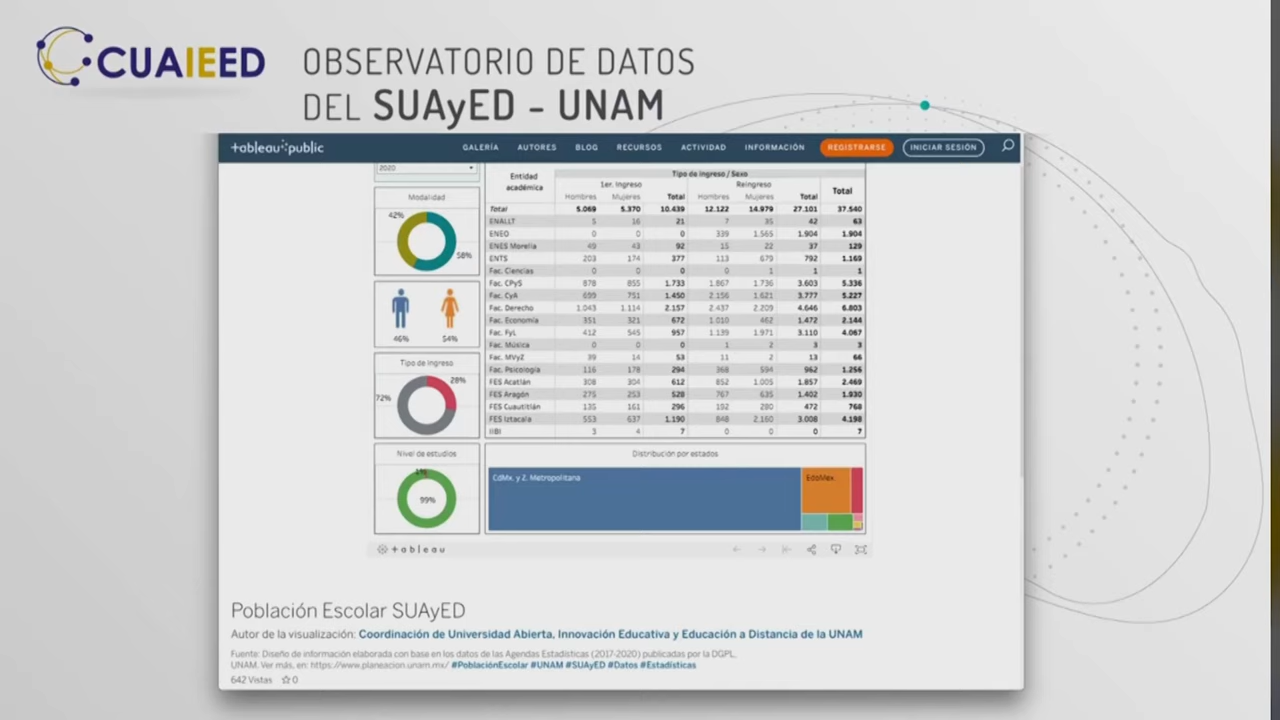 CUAIEED
OBSERVATORIO DE DATOS
DEL SUAyED - UNAM
+ableau public
GALERÍA AUTORES BLOG RECURSOS ACTIVIDAD INFORMACIÓN REGISTRARSE INICIAR SESIÓN
2020
Modalidad
42%
58%
46% 54%
Tipo de ingreso
28%
72%
Nivel de estudios
1%
99%
Entidad académica
Tipo de ingreso / Sexo
1er. Ingreso Reingreso Total
Hombres Mujeres Total Hombres Mujeres Total
Total 5.069 5.370 10.439 12.122 14.979 27.101 37.540
ENALLT 5 16 21 7 35 42 63
ENEO 0 0 0 339 1.565 1.904 1.904
ENES Morelia 49 43 92 15 22 37 129
ENTS 203 174 377 113 679 792 1.169
Fac. Ciencias 0 0 0 0 1 1 1
Fac. CPyS 878 855 1.733 1.867 1.736 3.603 5.336
Fac. CyA 699 751 1.450 2.156 1.621 3.777 5.227
Fac. Derecho 1.043 1.114 2.157 2.437 2.209 4.646 6.803
Fac. Economía 351 321 672 1.010 462 1.472 2.144
Fac. FyL 412 545 957 1.139 1.971 3.110 4.067
Fac. Música 0 0 0 1 2 3 3
Fac. MVyZ 39 14 53 11 2 13 66
Fac. Psicología 116 178 294 368 594 962 1.256
FES Acatlán 308 304 612 852 1.005 1.857 2.469
FES Aragón 275 253 528 767 635 1.402 1.930
FES Cuautitlán 135 161 296 192 280 472 768
FES Iztacala 553 637 1.190 848 2.160 3.008 4.198
IIBI 3 4 7 0 0 0 7
Distribución por estados
CdMx. y Z. Metropolitana
EdoMex.
+ableau
Población Escolar SUAyED
Autor de la visualización: Coordinación de Universidad Abierta, Innovación Educativa y Educación a Distancia de la UNAM
Fuente: Diseño de información elaborada con base en los datos de las Agendas Estadísticas (2017-2020) publicadas por la DGPL,
UNAM. Ver más, en: https://www.planeacion.unam.mx/ #PoblaciónEscolar #UNAM #SUAyED #Datos #Estadísticas
642 Vistas ☆0